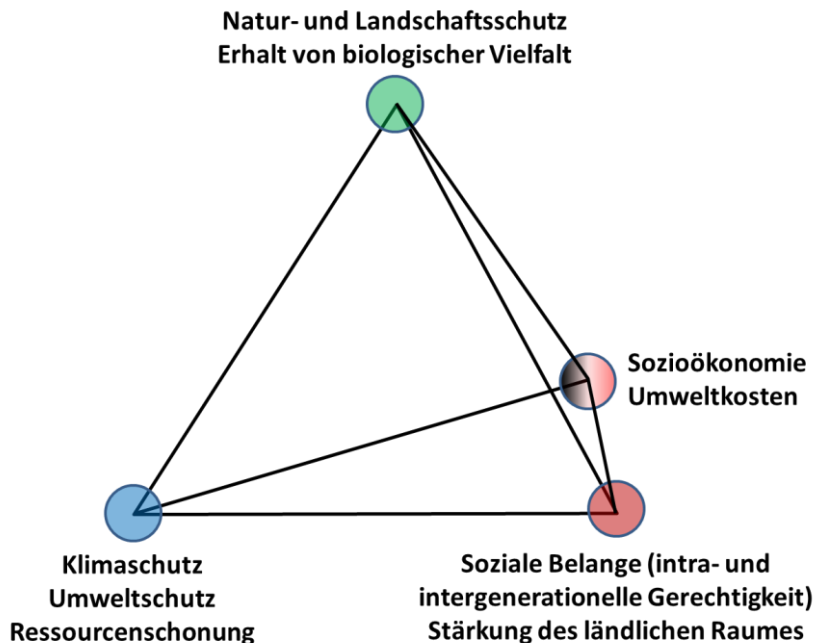 Natur- und Landschaftsschutz
Erhalt von biologischer Vielfalt
Sozioökonomie
Umweltkosten
Klimaschutz
Umweltschutz
Ressourcenschonung
Soziale Belange (intra- und
intergenerationelle Gerechtigkeit)
Stärkung des ländlichen Raumes